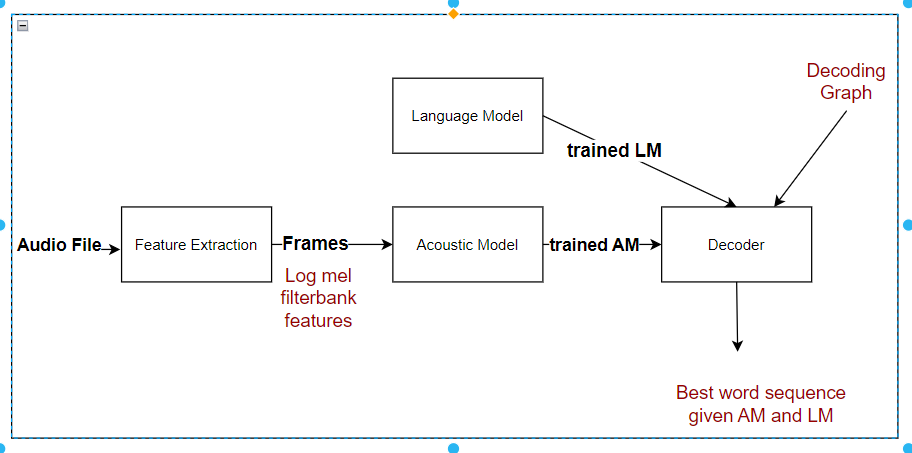 Decoding
Graph
Language Model
trained LM
Audio File
Feature Extraction
Frames
Acoustic Model
trained AM
Decoder
Log mel
filterbank
features
Best word sequence
given AM and LM